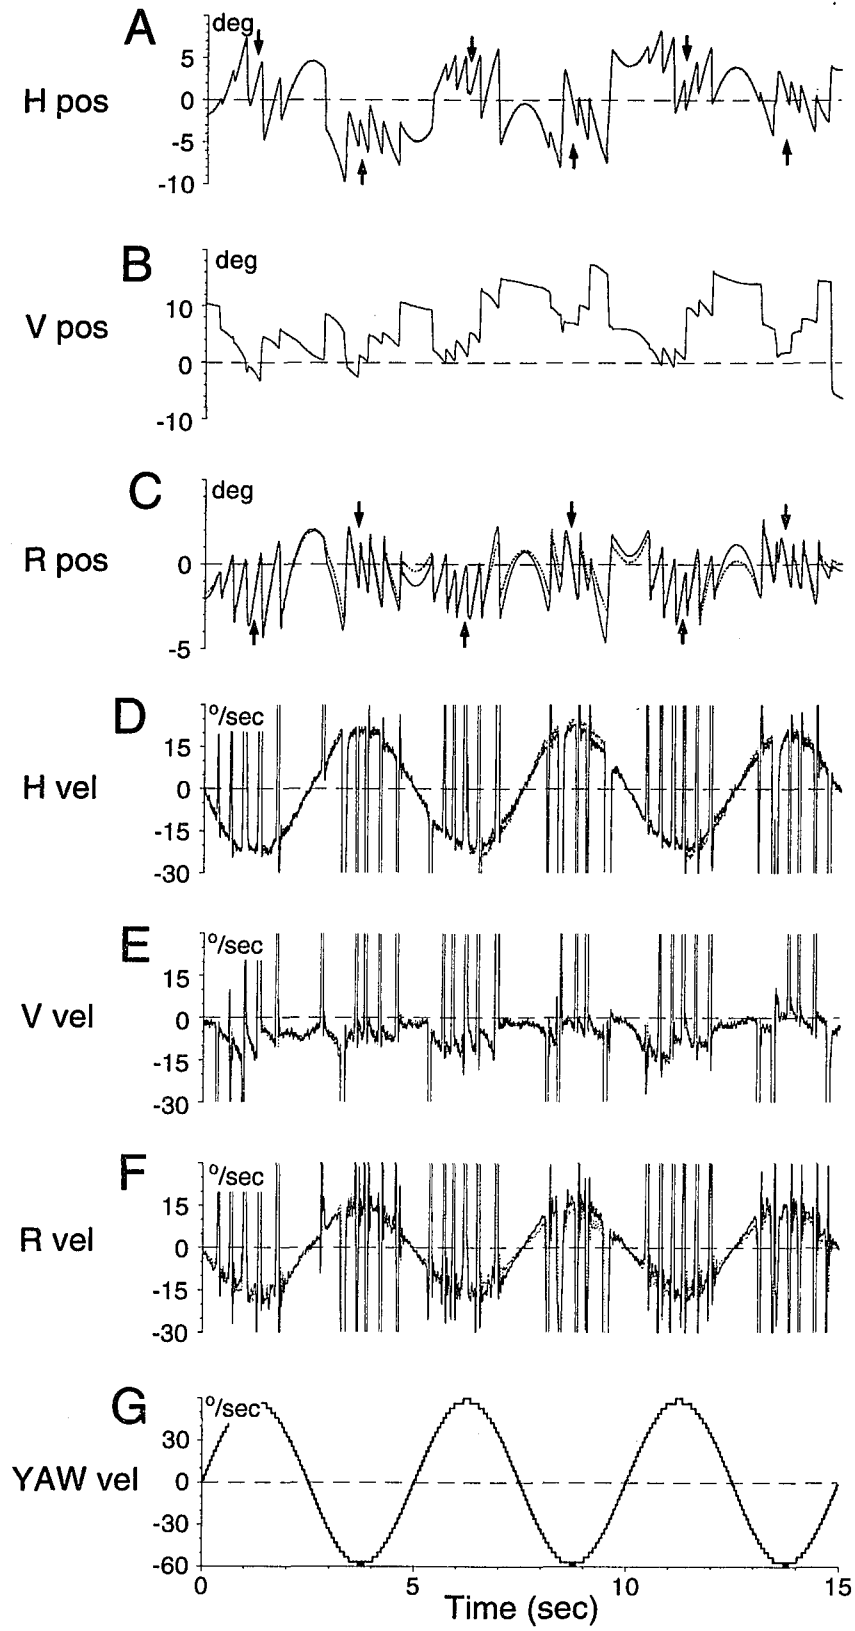 A
deg
5
0
-5
-10
H pos
B
deg
10
0
-10
V pos
C
deg
0
-5
R pos
D
°/sec
15
0
-15
-30
H vel
E
°/sec
15
0
-15
-30
V vel
F
°/sec
15
0
-15
-30
R vel
G
°/sec
30
0
-30
-60
YAW vel
0 5 10 15
Time (sec)